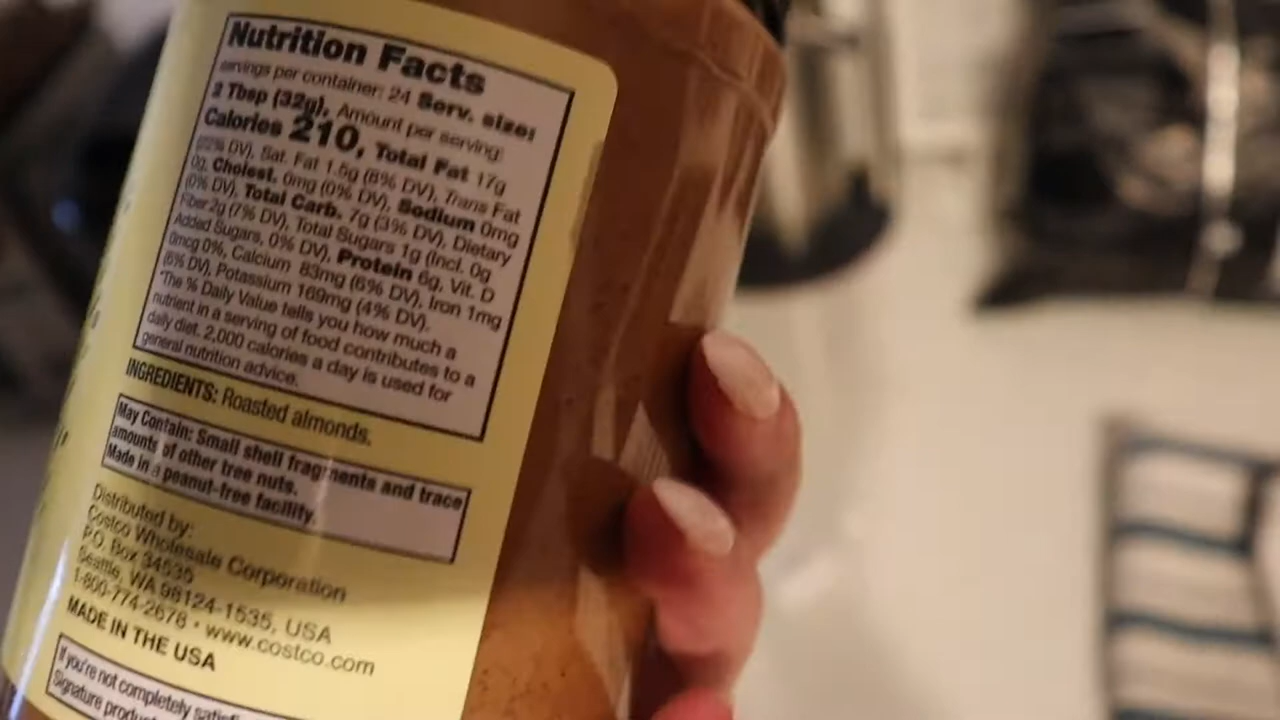 Nutrition Facts
servings per container: 24 Serv. size:
2 Tbsp (32g), Amount per serving:
Calories 210, Total Fat 17g
(22% DV), Sat. Fat 1.5g (8% DV), Trans Fat
0g, Cholest. 0mg (0% DV), Sodium 0mg
(0% DV), Total Carb. 7g (3% DV), Dietary
Fiber 2g (7% DV), Total Sugars 1g (Incl. 0g
Added Sugars, 0% DV), Protein 6g, Vit. D
0mcg 0%, Calcium 83mg (6% DV), Iron 1mg
(6% DV), Potassium 169mg (4% DV).
*The % Daily Value tells you how much a
nutrient in a serving of food contributes to a
daily diet. 2,000 calories a day is used for
general nutrition advice.
INGREDIENTS: Roasted almonds.
May Contain: Small shell fragments and trace
amounts of other tree nuts.
Made in a peanut-free facility.
Distributed by:
Costco Wholesale Corporation
P.O. Box 34535
Seattle, WA 98124-1535, USA
1-800-774-2678 • www.costco.com
MADE IN THE USA
If you're not completely
Signature